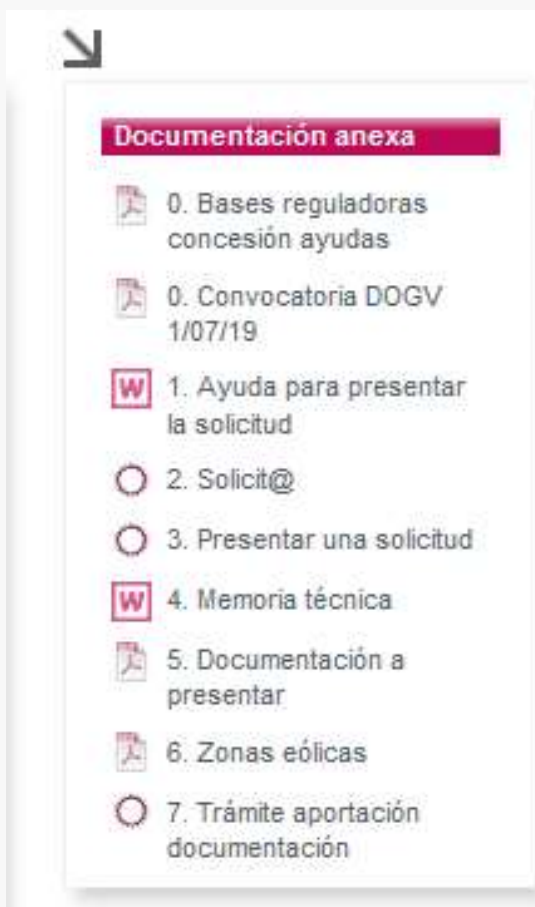 Documentación anexa
0. Bases reguladoras
concesión ayudas
0. Convocatoria DOGV
1/07/19
1. Ayuda para presentar
la solicitud
2. Solicit@
3. Presentar una solicitud
4. Memoria técnica
5. Documentación a
presentar
6. Zonas eólicas
7. Trámite aportación
documentación